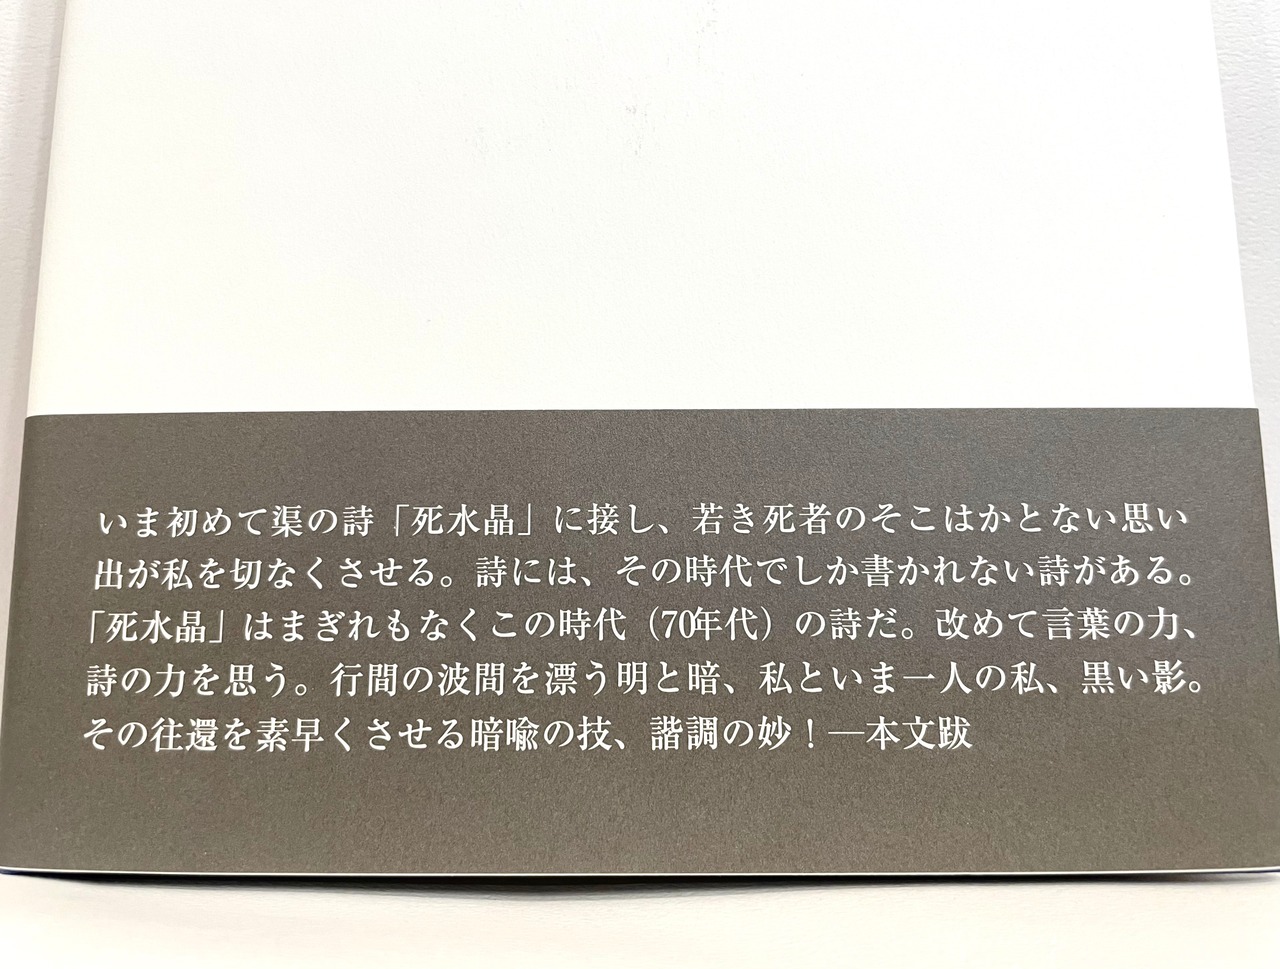 いま初めて渠の詩「死水晶」に接し、若き死者のそこはかとない思い
出が私を切なくさせる。詩には、その時代でしか書かれない詩がある。
「死水晶」はまぎれもなくこの時代（70年代）の詩だ。改めて言葉の力、
詩の力を思う。行間の波間を漂う明と暗、私といま一人の私、黒い影。
その往還を素早くさせる暗喩の技、諧調の妙！—本文跋